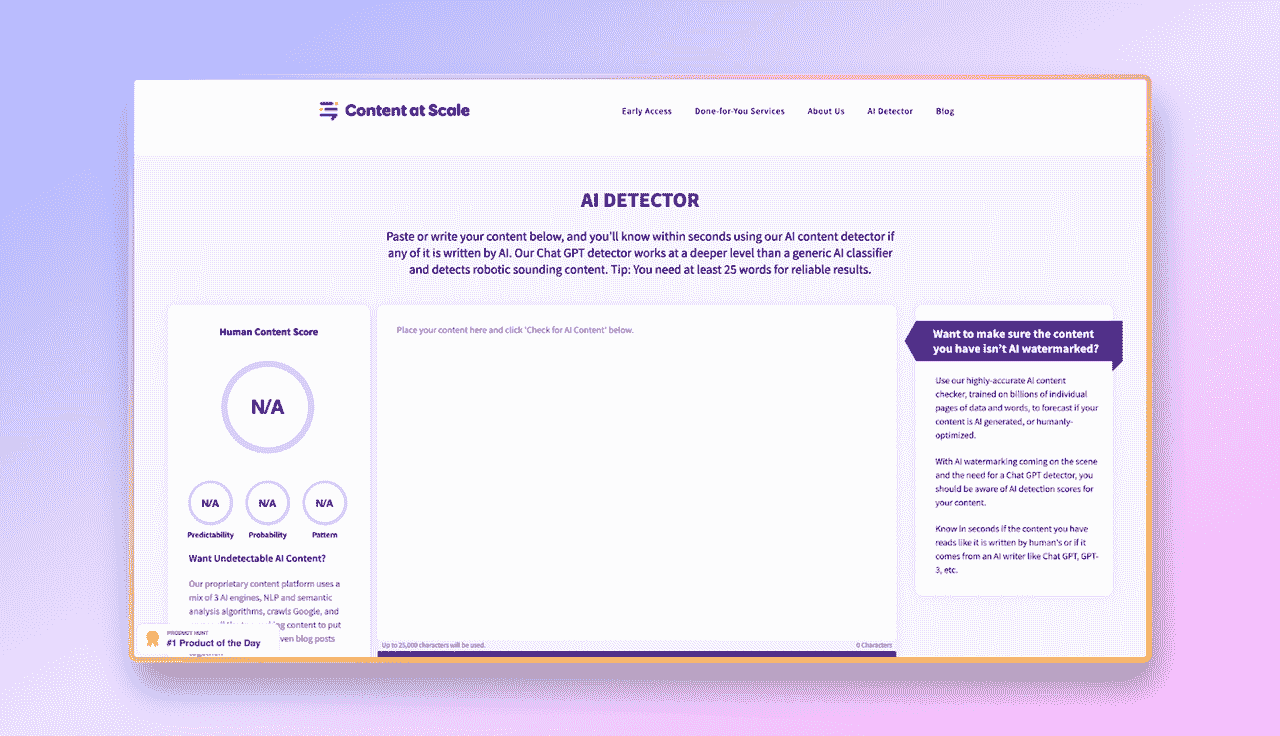 Content at Scale
Early Access
Done-for-You Services
About Us
AI Detector
Blog
AI DETECTOR
Paste or write your content below, and you'll know within seconds using our AI content detector if
any of it is written by AI. Our Chat GPT detector works at a deeper level than a generic AI classifier
and detects robotic sounding content. Tip: You need at least 25 words for reliable results.
Human Content Score
N/A
N/A
N/A
N/A
Predictability
Probability
Pattern
Want Undetectable AI Content?
Our proprietary content platform uses a
mix of 3 AI engines, NLP and semantic
analysis algorithms, crawls Google, and
content to put
blog posts
PRODUCT HUNT
#1 Product of the Day
Place your content here and click 'Check for AI Content' below.
Up to 25,000 characters will be used.
0 Characters
Want to make sure the content
you have isn't AI watermarked?
Use our highly-accurate AI content
checker, trained on billions of individual
pages of data and words, to forecast if your
content is AI generated, or humanly-
optimized.
With AI watermarking coming on the scene
and the need for a Chat GPT detector, you
should be aware of AI detection scores for
your content.
Know in seconds if the content you have
reads like it is written by human's or if it
comes from an AI writer like Chat GPT, GPT-
3, etc.